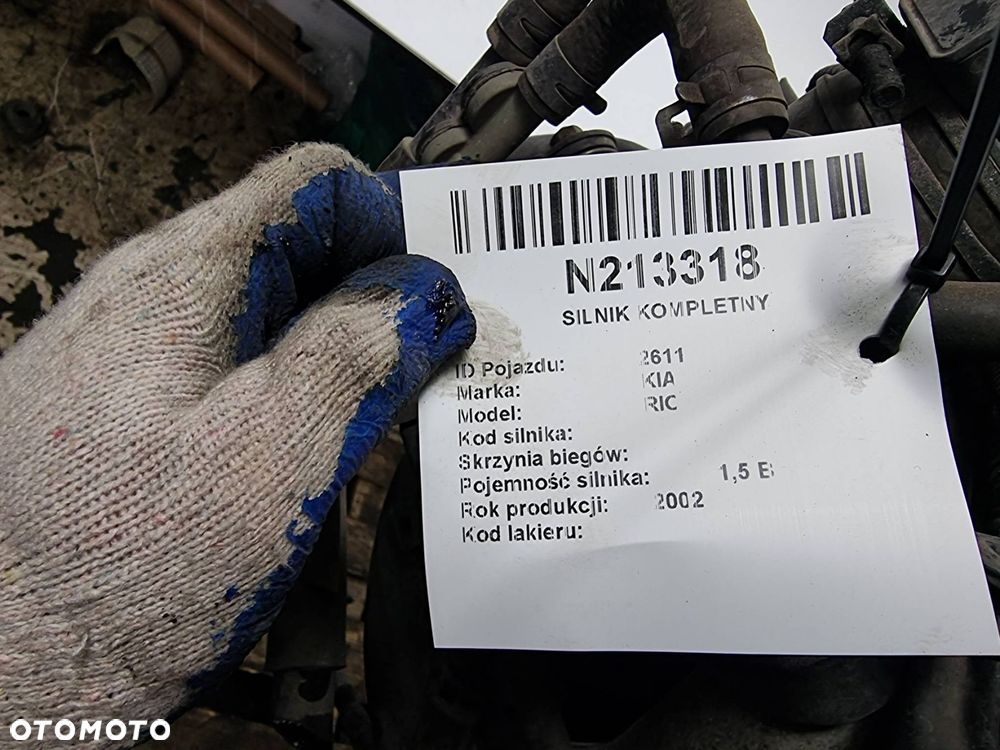 N213318
SILNIK KOMPLETNY
ID Pojazdu: 2611
Marka: KIA
Model: RIO
Kod silnika:
Skrzynia biegów:
Pojemność silnika: 1,5 B
Rok produkcji: 2002
Kod lakieru:
OTOMOTO